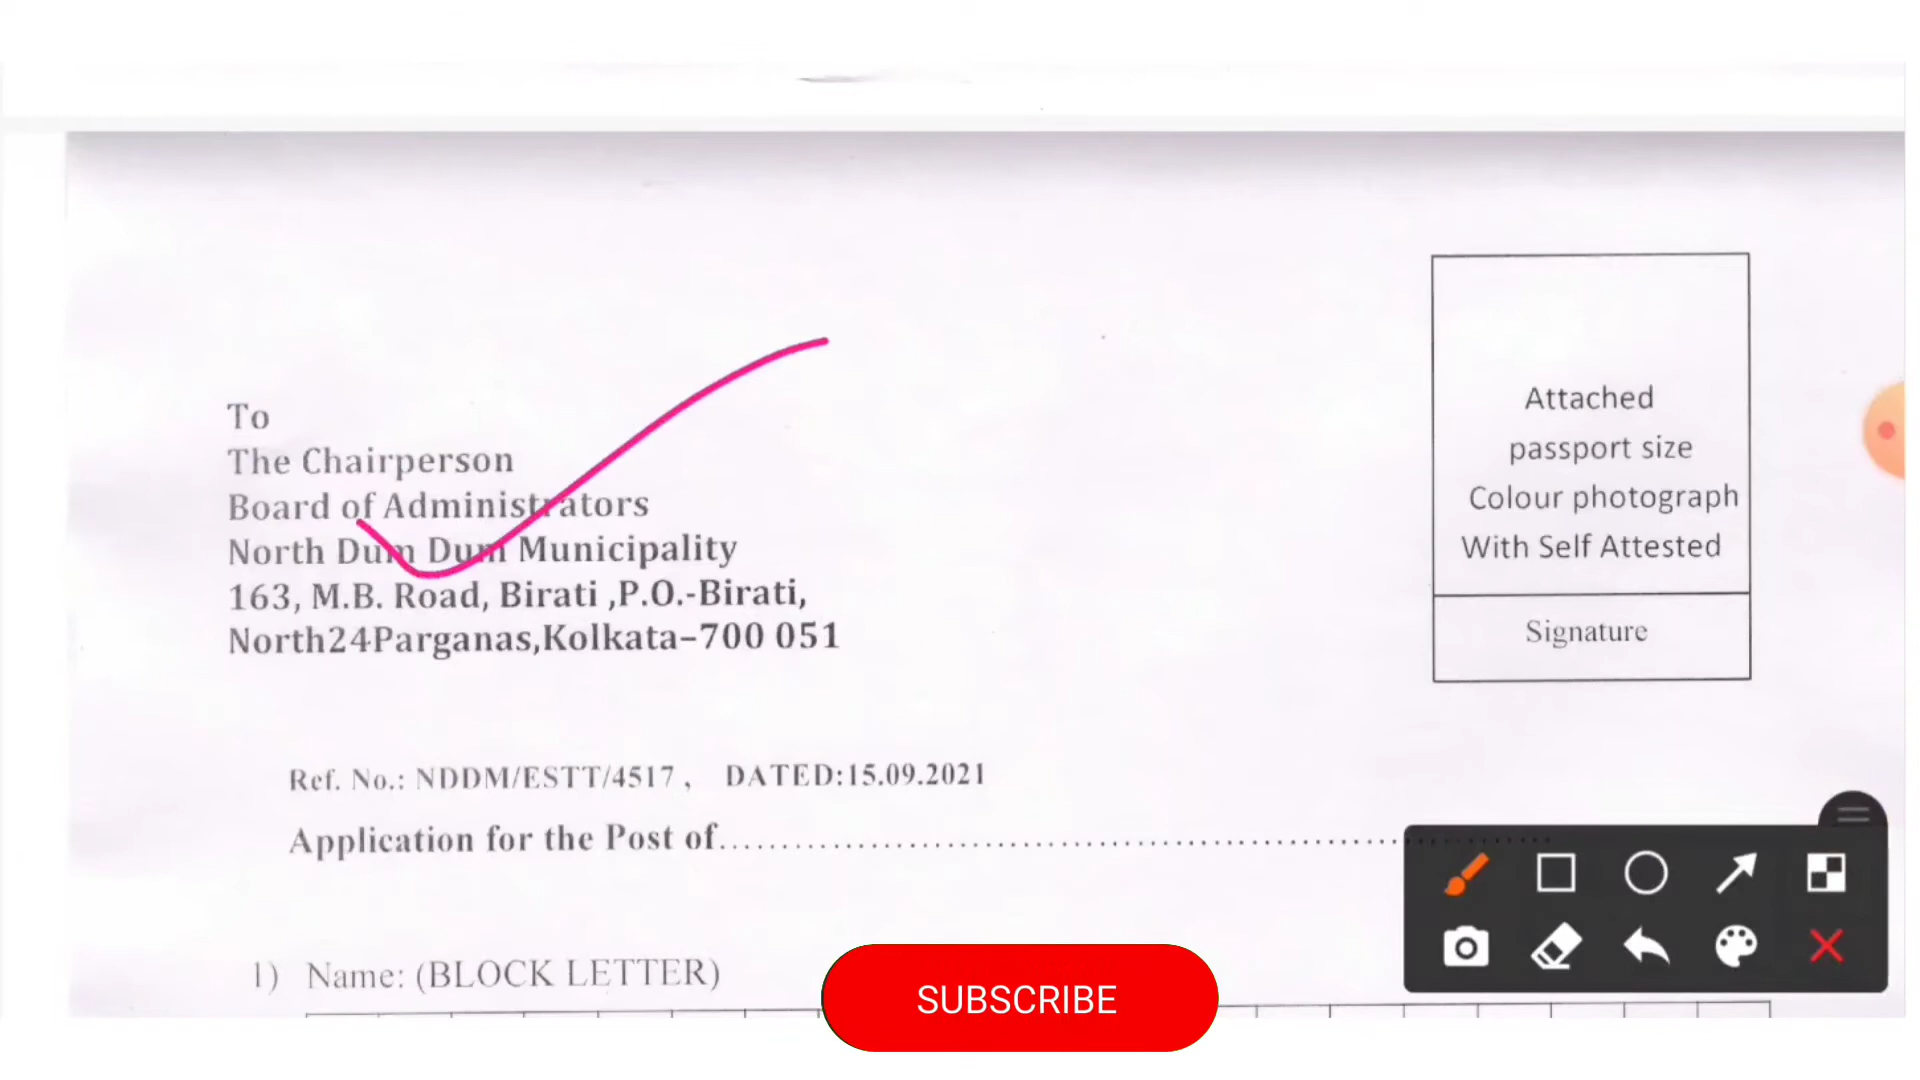 To
The Chairperson
Board of Administrators
North Dum Dum Municipality
163, M.B. Road, Birati ,P.O.-Birati,
North24Parganas,Kolkata–700 051
Attached
passport size
Colour photograph
With Self Attested
Signature
Ref. No.: NDDM/ESTT/4517 , DATED:15.09.2021
Application for the Post of....................................................................................
1) Name: (BLOCK LETTER)
SUBSCRIBE